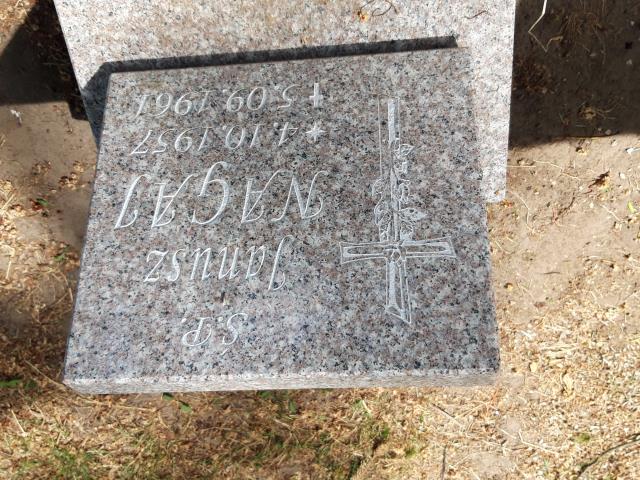 Ś.P.
Janusz
NAGAJ
* 4.10.1957
† 5.09.1961